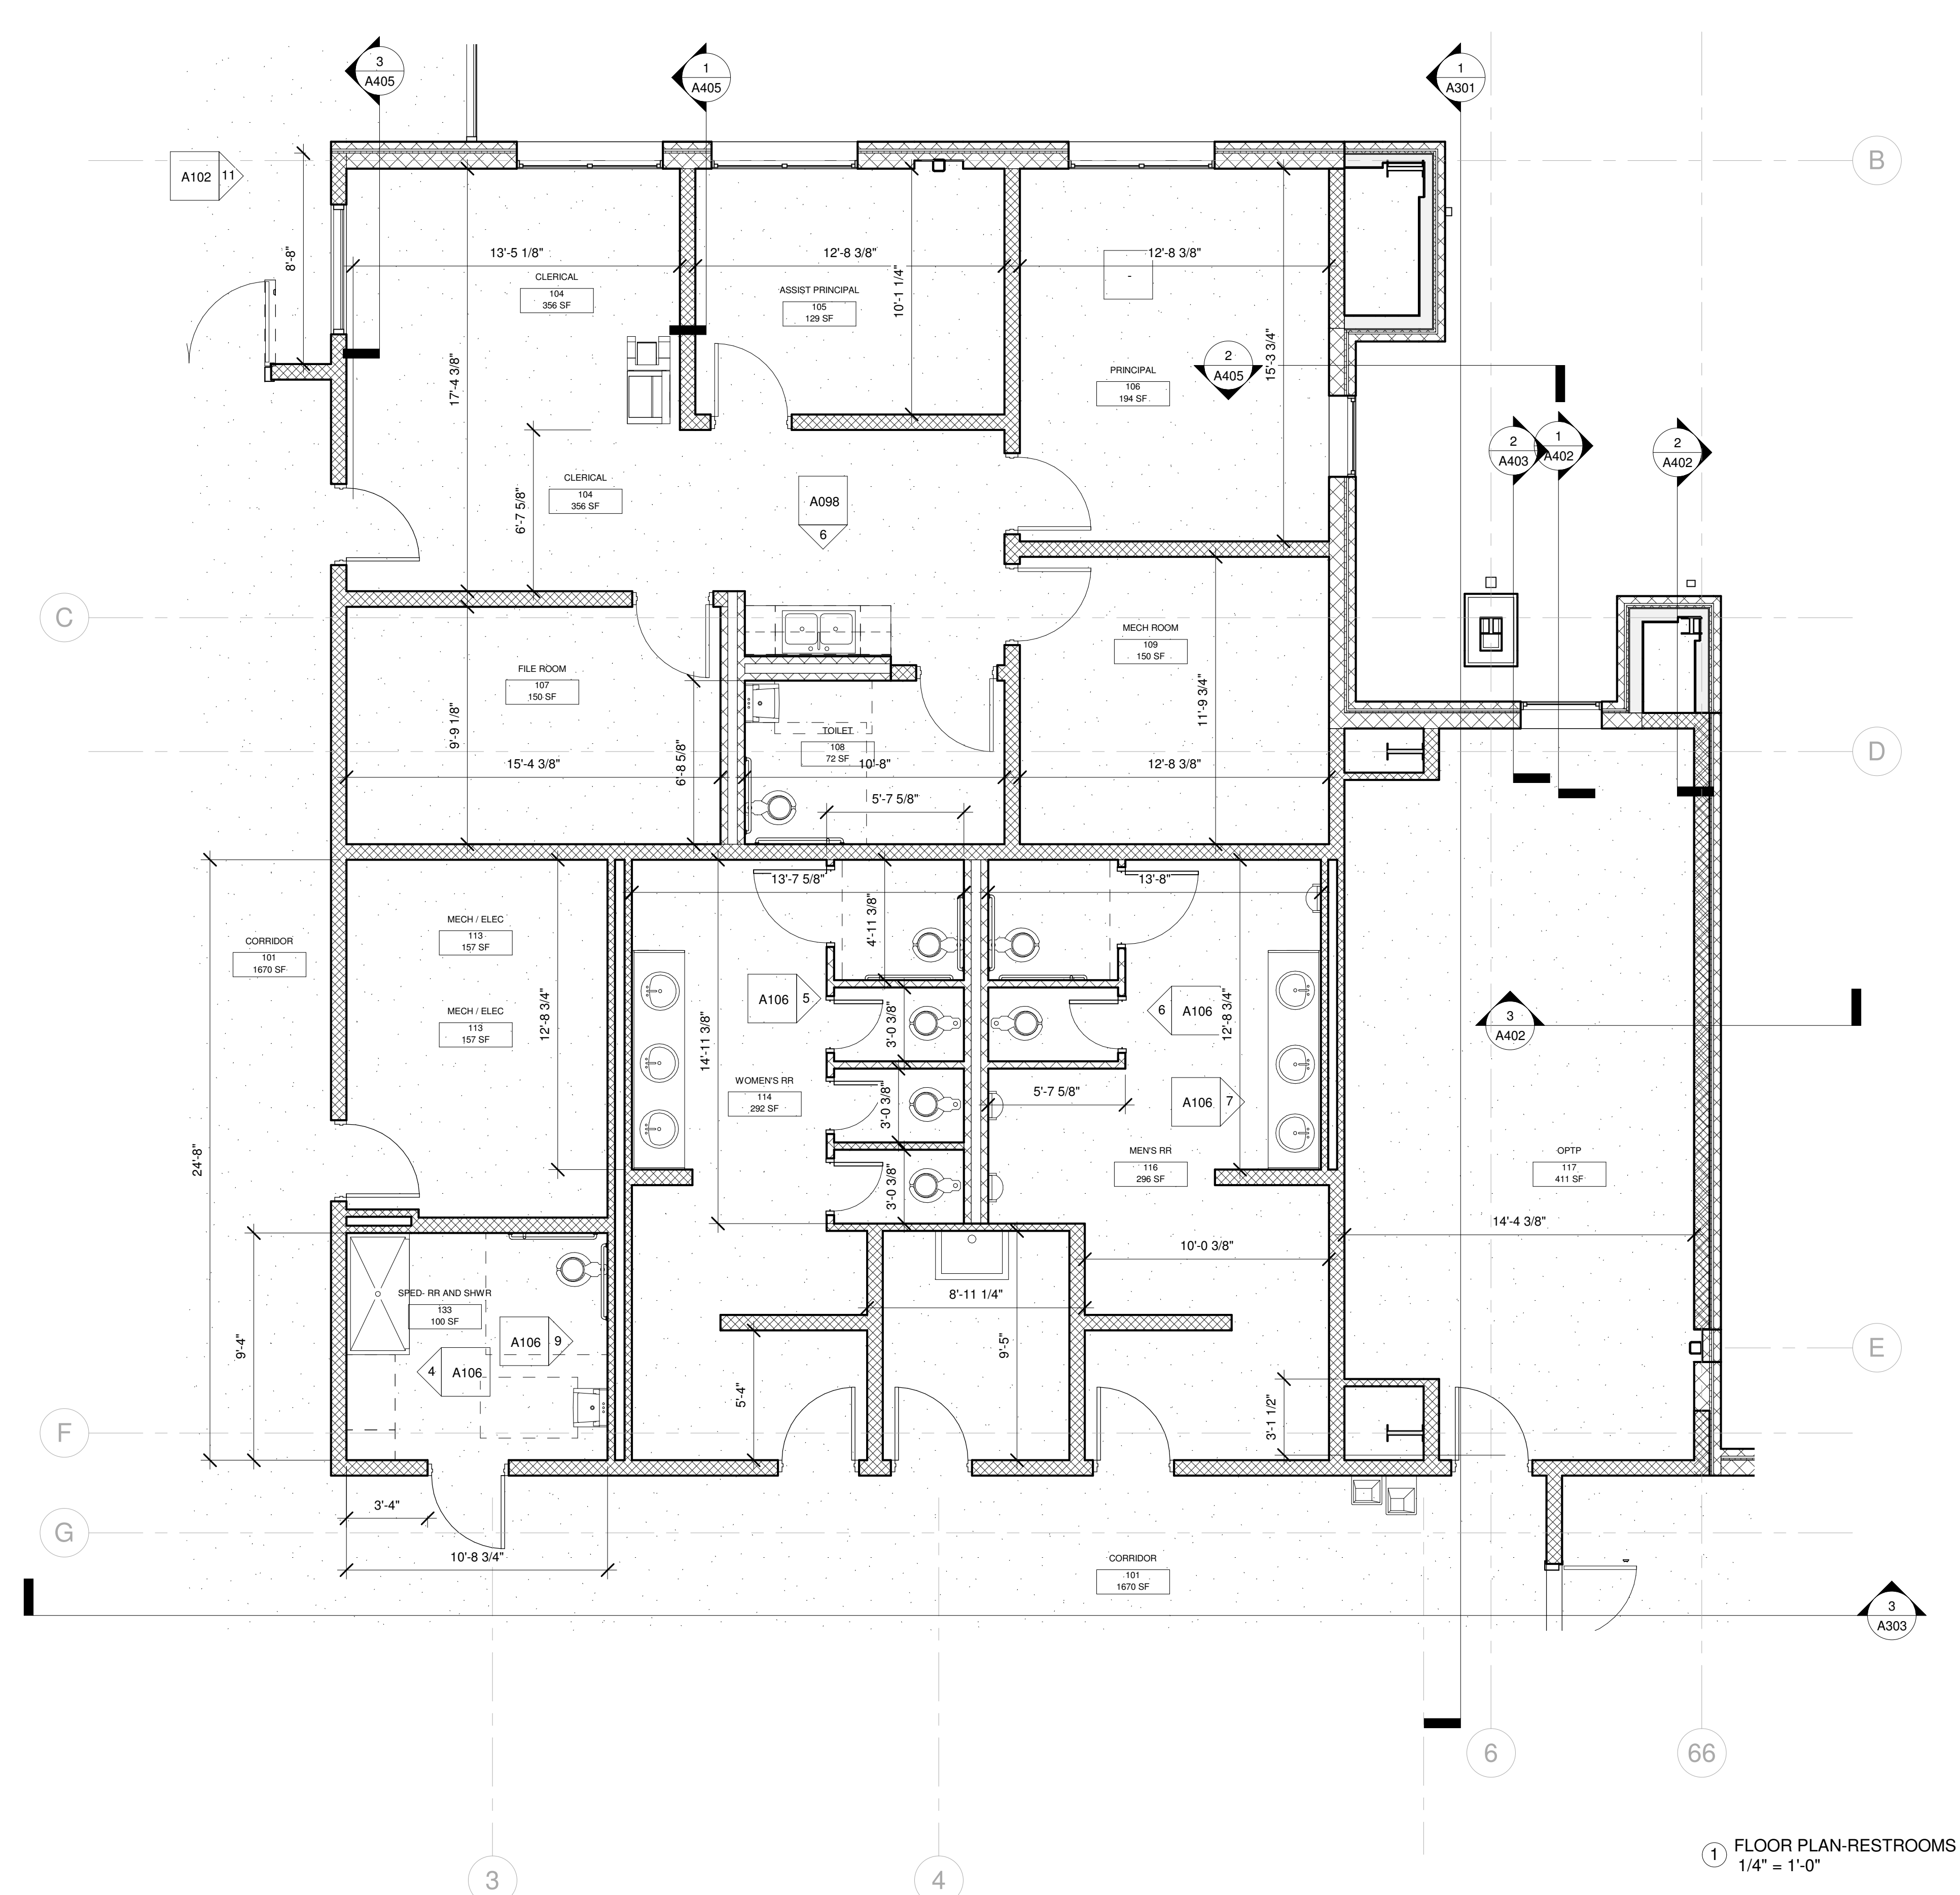 3
A405
1
A405
1
A301
B
A102 11
8'-8"
13'-5 1/8"
12'-8 3/8"
12'-8 3/8"
CLERICAL
104
356 SF
ASSIST PRINCIPAL
105
129 SF
10'-1 1/4"
-
17'-4 3/8"
15'-3 3/4"
2
A405
PRINCIPAL
106
194 SF
2
A403
1
A402
2
A402
CLERICAL
104
356 SF
6'-7 5/8"
A098
6
C
MECH ROOM
109
150 SF
FILE ROOM
107
150 SF
9'-9 1/8"
11'-9 3/4"
TOILET
108
72 SF
6'-8 5/8"
15'-4 3/8"
10'-8"
12'-8 3/8"
D
5'-7 5/8"
13'-7 5/8"
13'-8"
4'-11 3/8"
MECH / ELEC
113
157 SF
CORRIDOR
101
1670 SF
A106 5
6 A106
12'-8 3/4"
12'-8 3/4"
3'-0 3/8"
14'-11 3/8"
MECH / ELEC
113
157 SF
3
A402
WOMEN'S RR
114
292 SF
3'-0 3/8"
5'-7 5/8"
A106 7
24'-8"
3'-0 3/8"
MEN'S RR
116
296 SF
OPTP
117
411 SF
14'-4 3/8"
10'-0 3/8"
SPED- RR AND SHWR
133
100 SF
8'-11 1/4"
A106 9
4 A106
9'-4"
9'-5"
E
5'-4"
3'-1 1/2"
F
3'-4"
G
10'-8 3/4"
CORRIDOR
101
1670 SF
3
A303
6
66
1
FLOOR PLAN-RESTROOMS
1/4" = 1'-0"
3
4